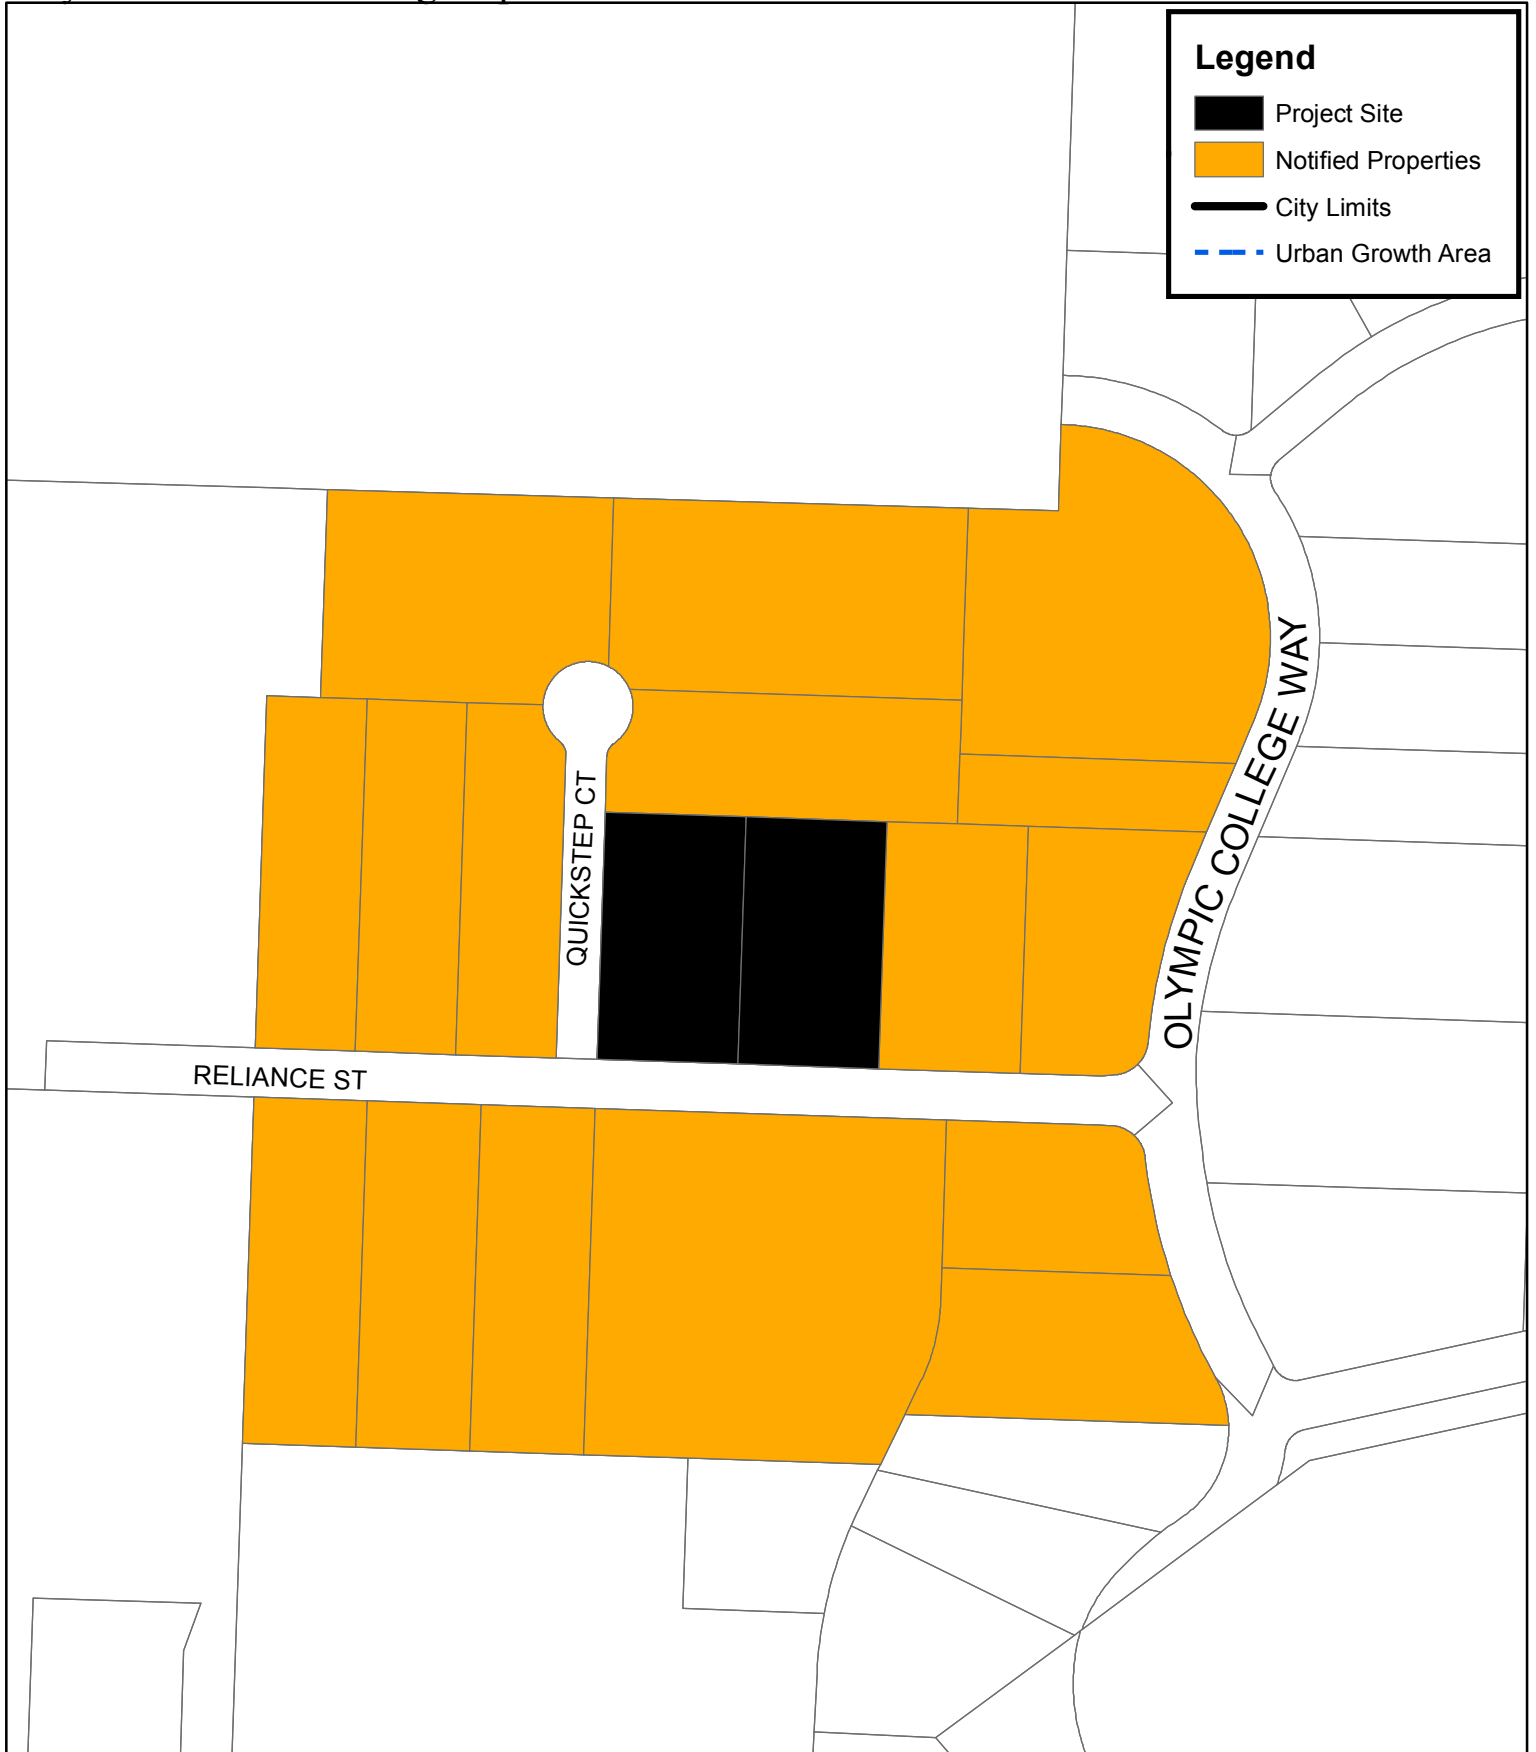 Legend
Project Site
Notified Properties
City Limits
Urban Growth Area
OLYMPIC COLLEGE WAY
QUICKSTEP CT
RELIANCE ST